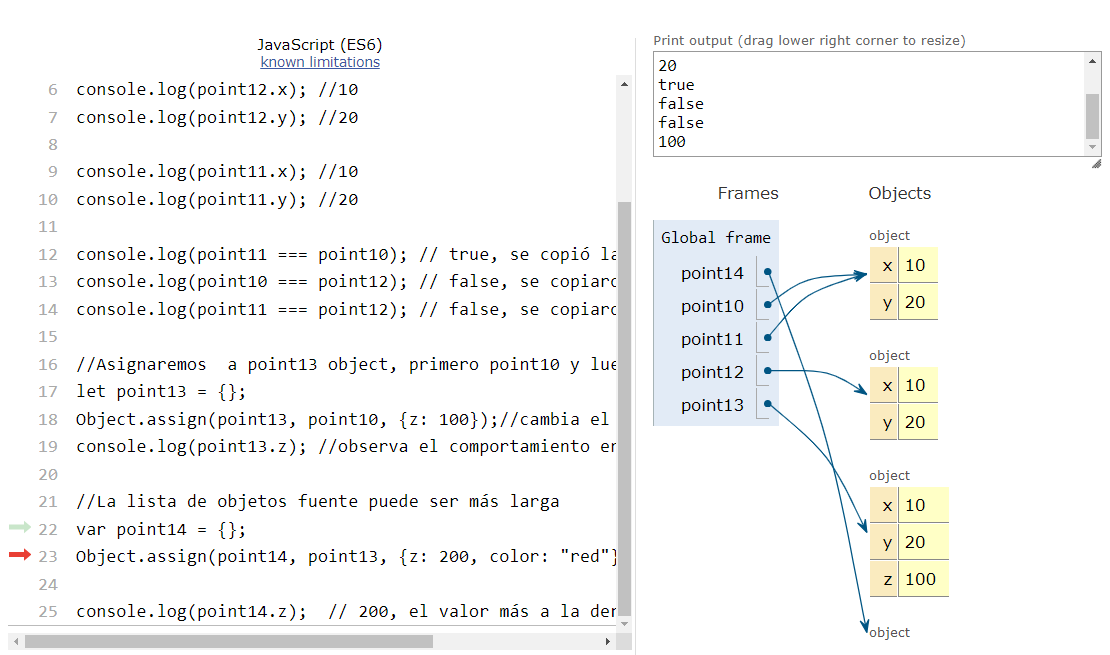 JavaScript (ES6)
known limitations
6 console.log(point12.x); //10
7 console.log(point12.y); //20
8
9 console.log(point11.x); //10
10 console.log(point11.y); //20
11
12 console.log(point11 === point10); // true, se copió la
13 console.log(point10 === point12); // false, se copiaro
14 console.log(point11 === point12); // false, se copiaro
15
16 //Asignaremos  a point13 object, primero point10 y lue
17 let point13 = {};
18 Object.assign(point13, point10, {z: 100});//cambia el
19 console.log(point13.z); //observa el comportamiento en
20
21 //La lista de objetos fuente puede ser más larga
22 var point14 = {};
23 Object.assign(point14, point13, {z: 200, color: "red"}
24
25 console.log(point14.z);  // 200, el valor más a la der
Print output (drag lower right corner to resize)
20
true
false
false
100
Frames
Objects
Global frame
point14
point10
point11
point12
point13
object
x 10
y 20
object
x 10
y 20
object
x 10
y 20
z 100
object